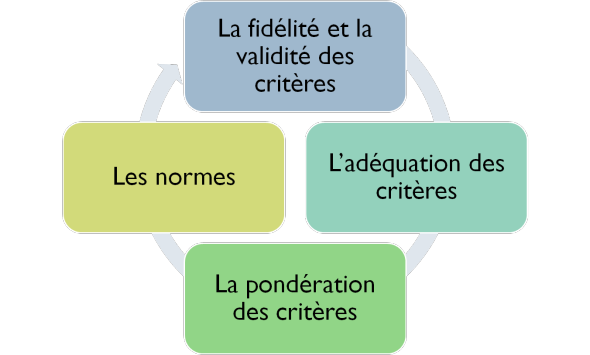 La fidélité et la
validité des
critères
L’adéquation des
critères
La pondération
des critères
Les normes